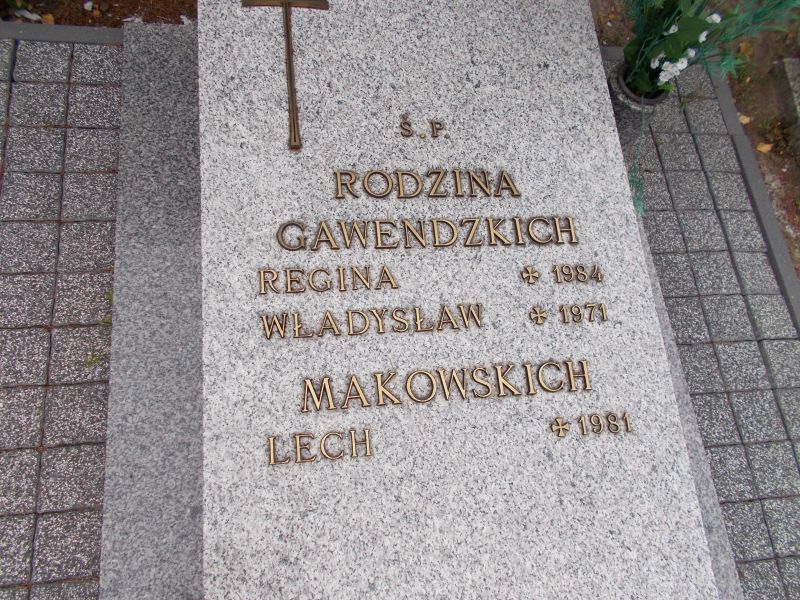 Ś.P.
RODZINA
GAWENDZKICH
REGINA ✠ 1984
WŁADYSŁAW ✠ 1971
MAKOWSKICH
LECH ✠ 1981